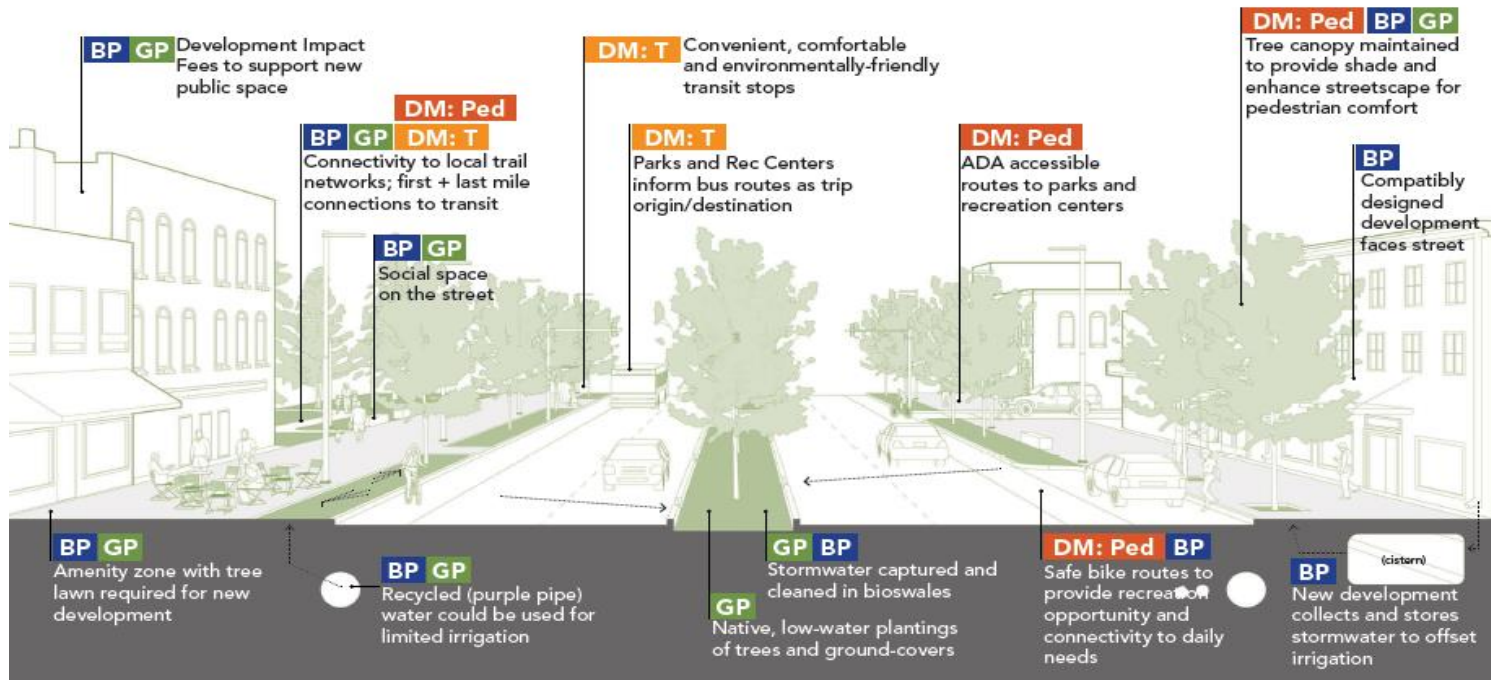 BP GP Development Impact
Fees to support new
public space
DM: Ped
BP GP DM: T
Connectivity to local trail
networks; first + last mile
connections to transit
BP GP
Social space
on the street
DM: T Convenient, comfortable
and environmentally-friendly
transit stops
DM: T
Parks and Rec Centers
inform bus routes as trip
origin/destination
DM: Ped
ADA accessible
routes to parks and
recreation centers
DM: Ped BP GP
Tree canopy maintained
to provide shade and
enhance streetscape for
pedestrian comfort
BP
Compatibly
designed
development
faces street
BP GP
Amenity zone with tree
lawn required for new
development
BP GP
Recycled (purple pipe)
water could be used for
limited irrigation
GP BP
Stormwater captured and
cleaned in bioswales
GP
Native, low-water plantings
of trees and ground-covers
DM: Ped BP
Safe bike routes to
provide recreation
opportunity and
connectivity to daily
needs
(cistern)
BP
New development
collects and stores
stormwater to offset
irrigation